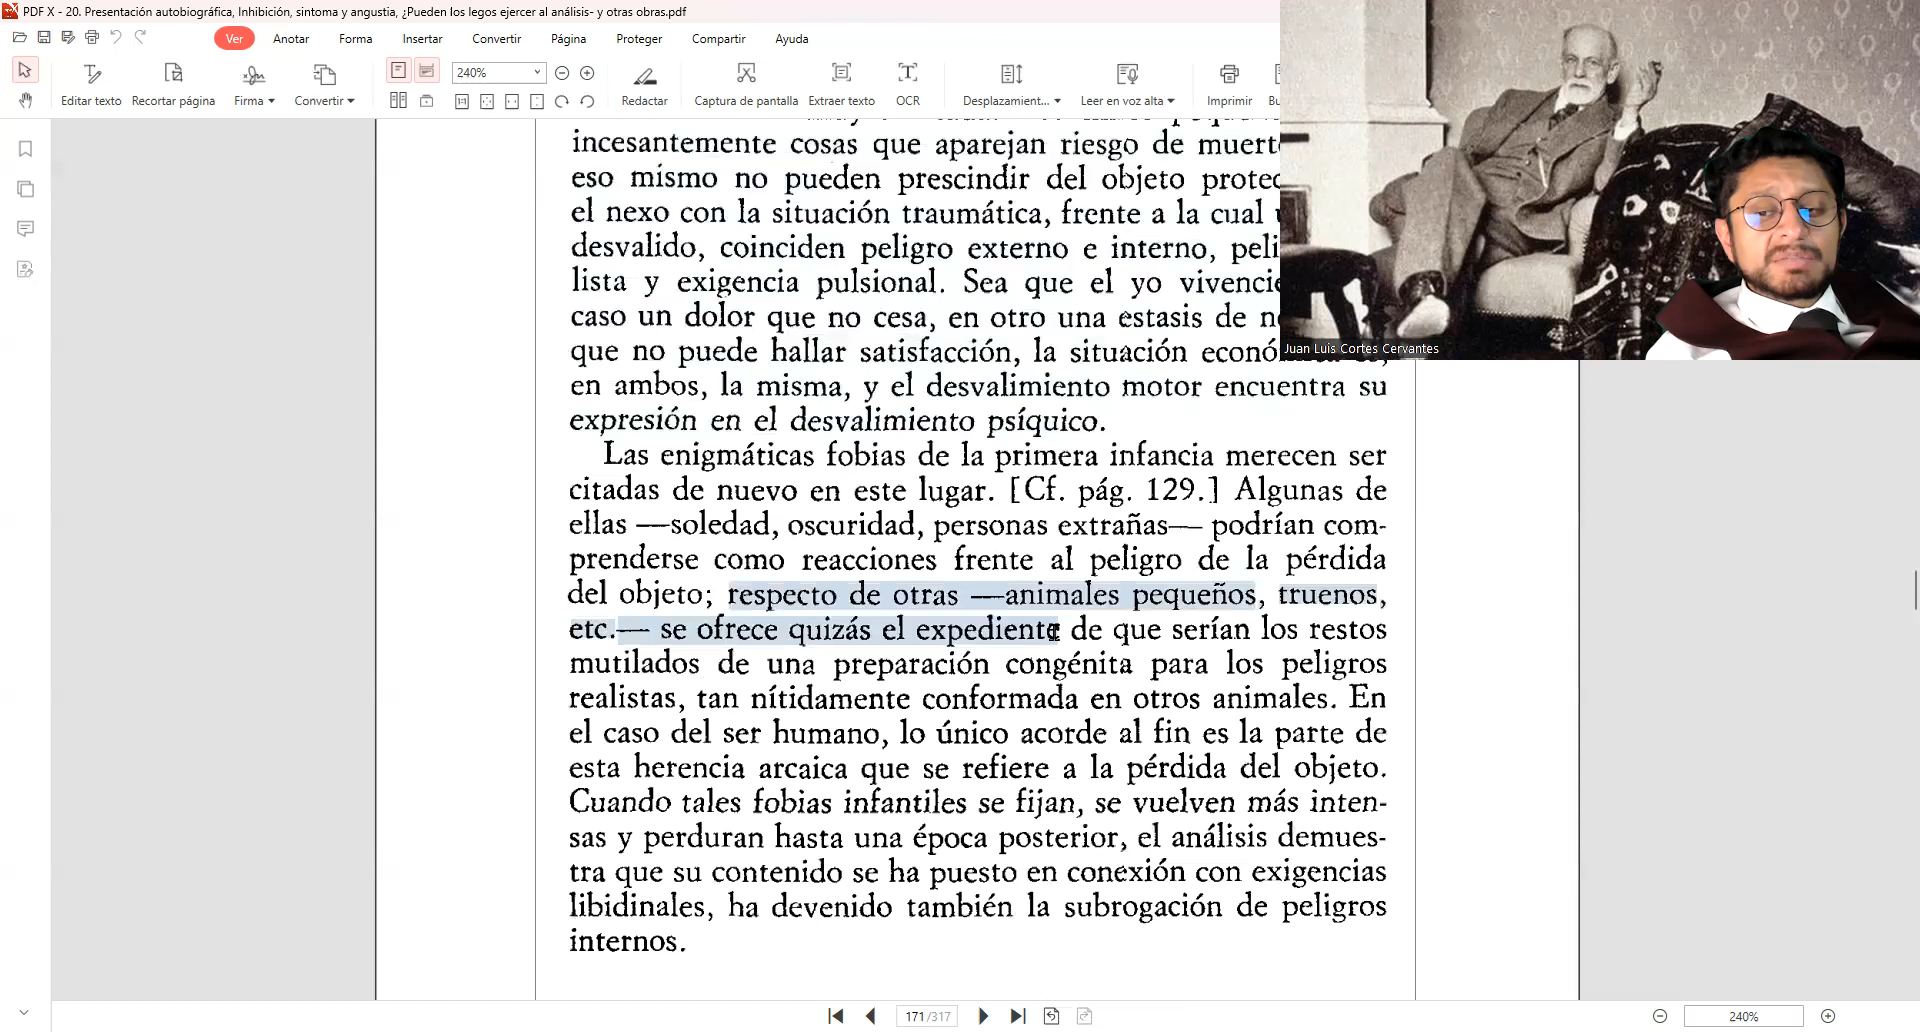 PDF X - 20. Presentación autobiográfica, Inhibición, sintoma y angustia, ¿Pueden los legos ejercer al análisis- y otras obras.pdf
Ver Anotar Forma Insertar Convertir Página Proteger Compartir Ayuda
240%
Editar texto Recortar página Firma Convertir Redactar Captura de pantalla Extraer texto OCR Desplazamient... Leer en voz alta Imprimir Bu
incesantemente cosas que aparejan riesgo de muert
eso mismo no pueden prescindir del objeto protec
el nexo con la situación traumática, frente a la cual
desvalido, coinciden peligro externo e interno, peli
lista y exigencia pulsional. Sea que el yo vivencie
caso un dolor que no cesa, en otro una estasis de ne
que no puede hallar satisfacción, la situación econó
en ambos, la misma, y el desvalimiento motor encuentra su
expresión en el desvalimiento psíquico.
Las enigmáticas fobias de la primera infancia merecen ser
citadas de nuevo en este lugar. [Cf. pág. 129.] Algunas de
ellas —soledad, oscuridad, personas extrañas— podrían com-
prenderse como reacciones frente al peligro de la pérdida
del objeto; respecto de otras —animales pequeños, truenos,
etc.— se ofrece quizás el expediente de que serían los restos
mutilados de una preparación congénita para los peligros
realistas, tan nítidamente conformada en otros animales. En
el caso del ser humano, lo único acorde al fin es la parte de
esta herencia arcaica que se refiere a la pérdida del objeto.
Cuando tales fobias infantiles se fijan, se vuelven más inten-
sas y perduran hasta una época posterior, el análisis demues-
tra que su contenido se ha puesto en conexión con exigencias
libidinales, ha devenido también la subrogación de peligros
internos.
Juan Luis Cortes Cervantes
171/317
240%